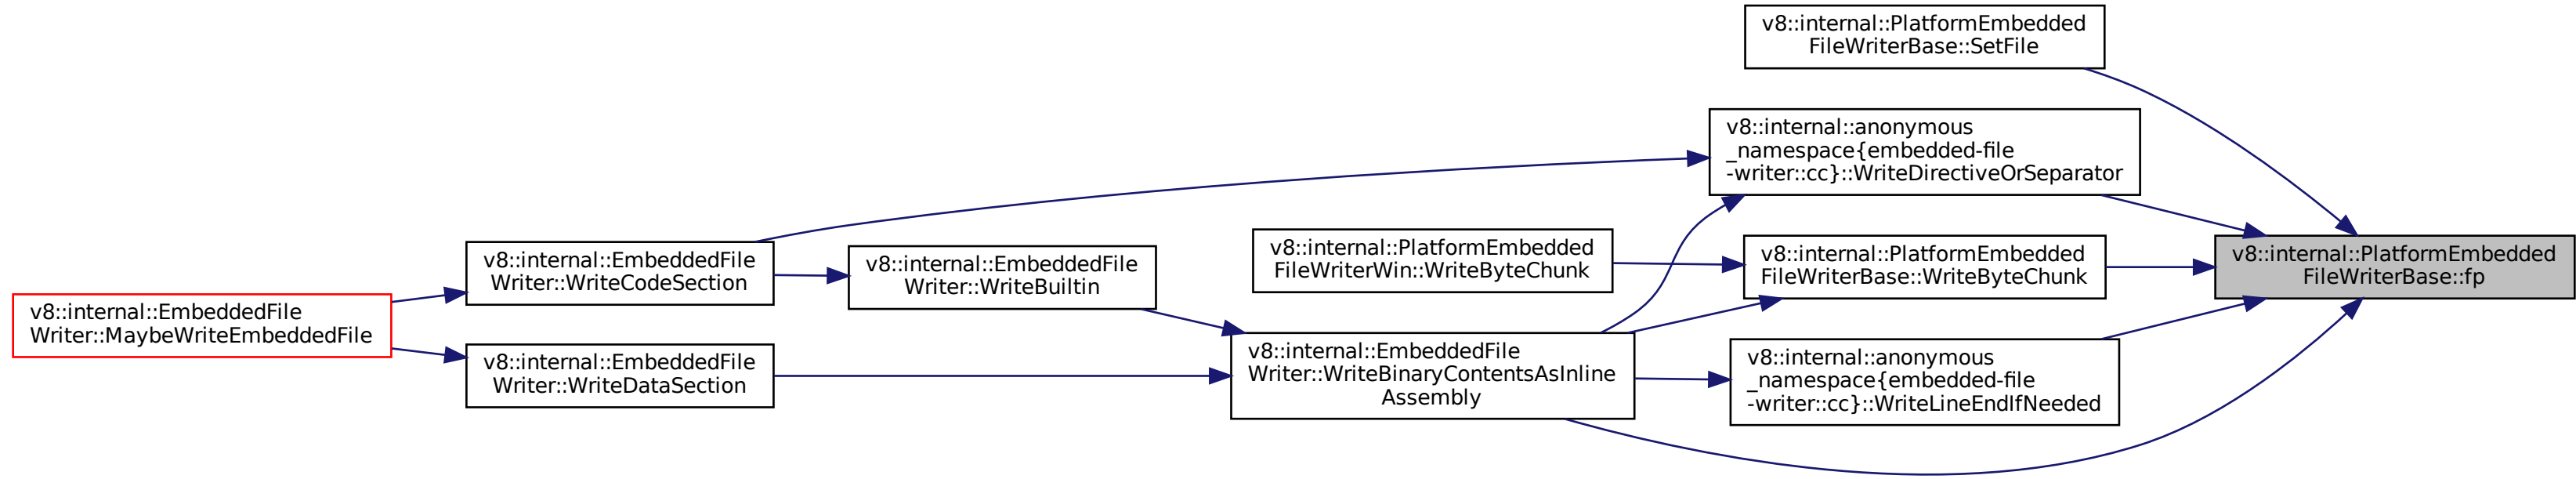 v8::internal::PlatformEmbedded
FileWriterBase::SetFile
v8::internal::anonymous
_namespace{embedded-file
-writer::cc}::WriteDirectiveOrSeparator
v8::internal::PlatformEmbedded
FileWriterWin::WriteByteChunk
v8::internal::PlatformEmbedded
FileWriterBase::WriteByteChunk
v8::internal::PlatformEmbedded
FileWriterBase::fp
v8::internal::EmbeddedFile
Writer::WriteCodeSection
v8::internal::EmbeddedFile
Writer::WriteBuiltin
v8::internal::EmbeddedFile
Writer::MaybeWriteEmbeddedFile
v8::internal::EmbeddedFile
Writer::WriteDataSection
v8::internal::EmbeddedFile
Writer::WriteBinaryContentsAsInline
Assembly
v8::internal::anonymous
_namespace{embedded-file
-writer::cc}::WriteLineEndIfNeeded